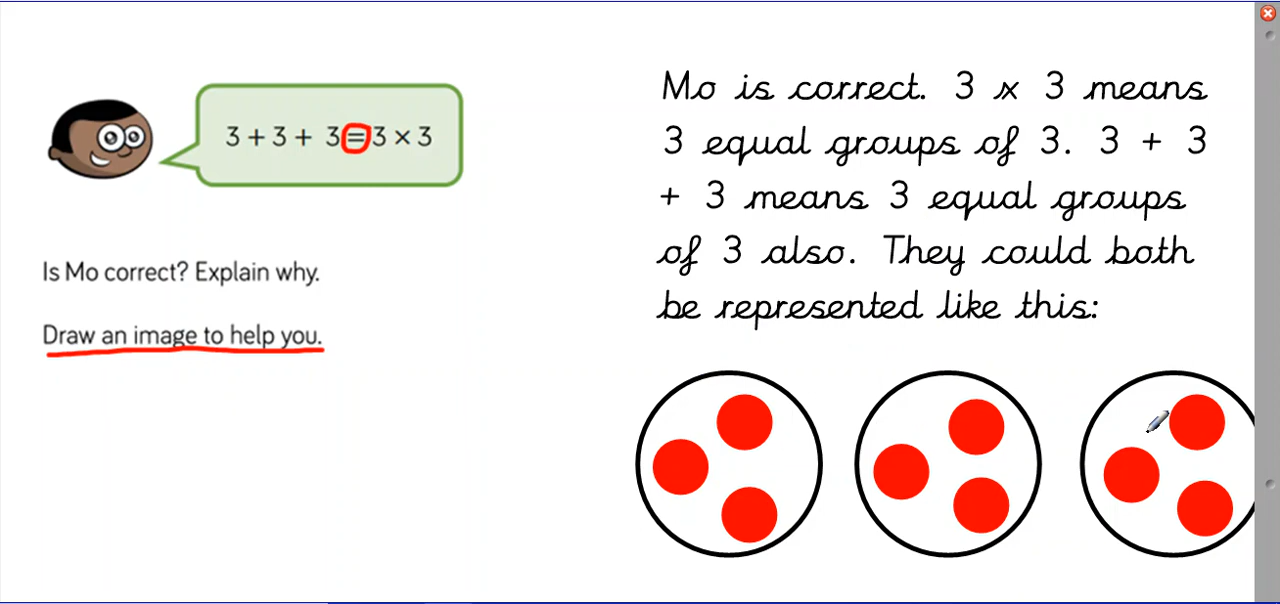 3 + 3 + 3 = 3 × 3
Is Mo correct? Explain why.
Draw an image to help you.
Mo is correct. 3 x 3 means
3 equal groups of 3. 3 + 3
+ 3 means 3 equal groups
of 3 also. They could both
be represented like this: